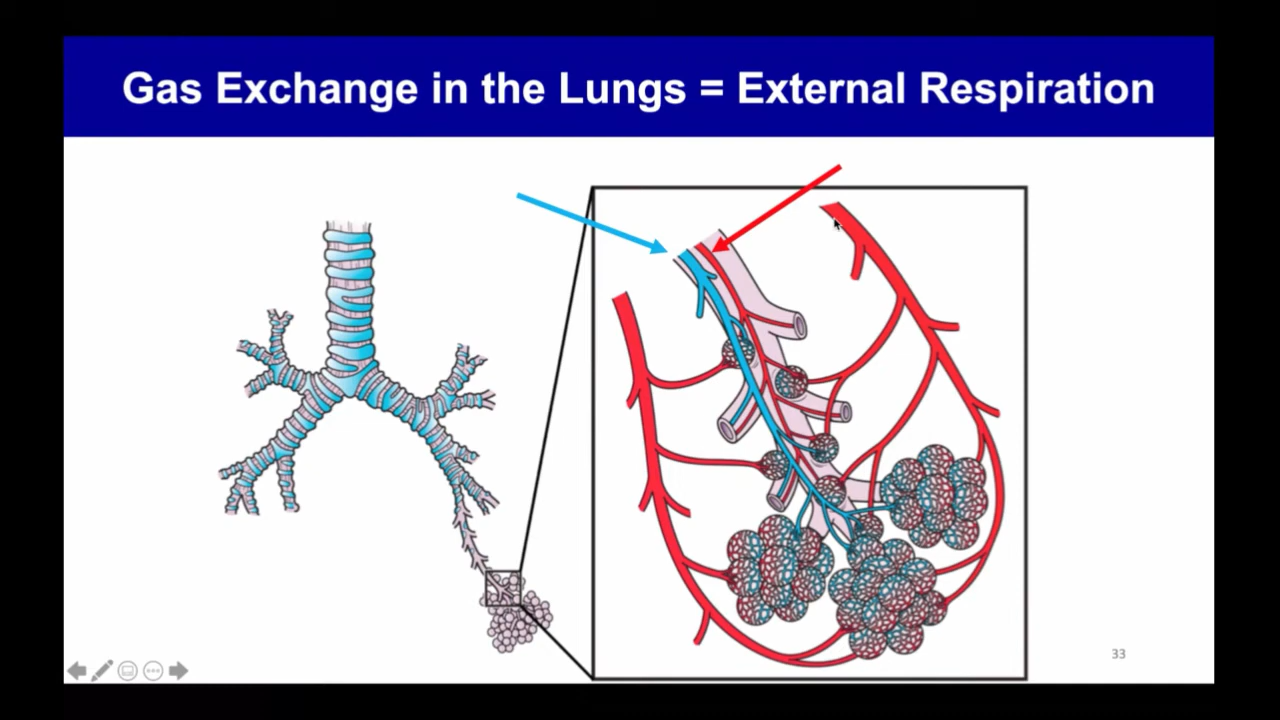 Gas Exchange in the Lungs = External Respiration
33